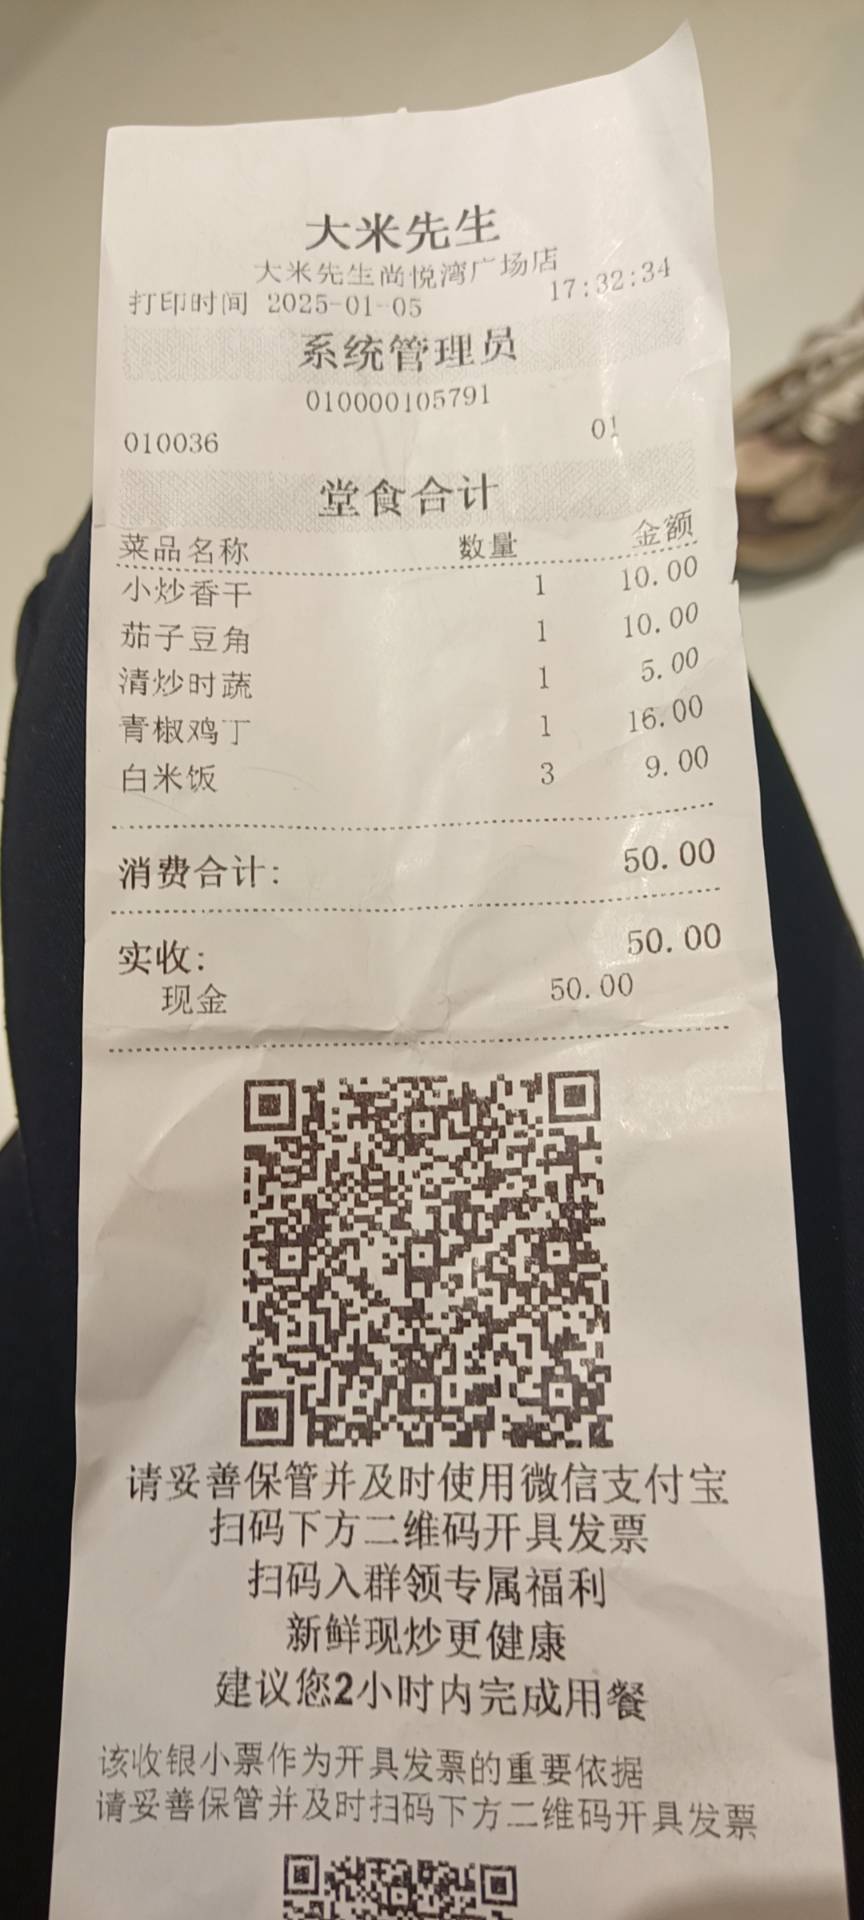 大米先生
大米先生尚悦湾广场店
打印时间 2025-01-05 17:32:34
系统管理员
010000105791
010036 01
堂食合计
菜品名称 数量 金额
小炒香干 1 10.00
茄子豆角 1 10.00
清炒时蔬 1 5.00
青椒鸡丁 1 16.00
白米饭 3 9.00
消费合计: 50.00
实收: 50.00
现金 50.00
请妥善保管并及时使用微信支付宝
扫码下方二维码开具发票
扫码入群领专属福利
新鲜现炒更健康
建议您2小时内完成用餐
该收银小票作为开具发票的重要依据
请妥善保管并及时扫码下方二维码开具发票